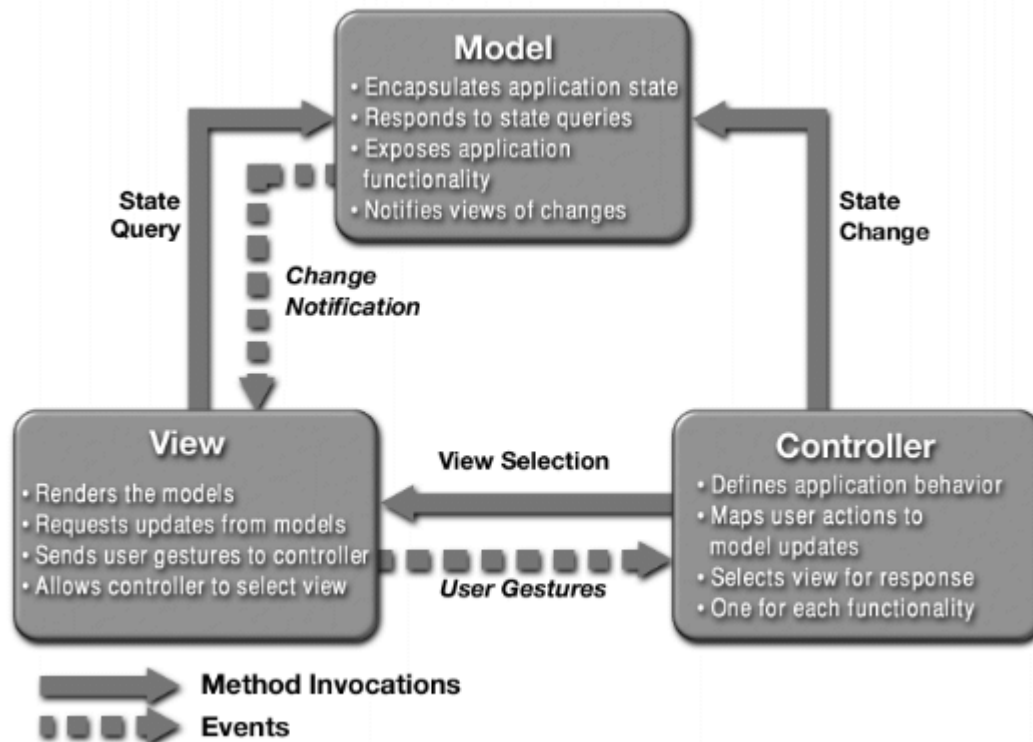 Model
• Encapsulates application state
• Responds to state queries
• Exposes application
functionality
• Notifies views of changes
State
Query
State
Change
Change
Notification
View
• Renders the models
• Requests updates from models
• Sends user gestures to controller
• Allows controller to select view
View Selection
User Gestures
Controller
• Defines application behavior
• Maps user actions to
model updates
• Selects view for response
• One for each functionality
Method Invocations
Events